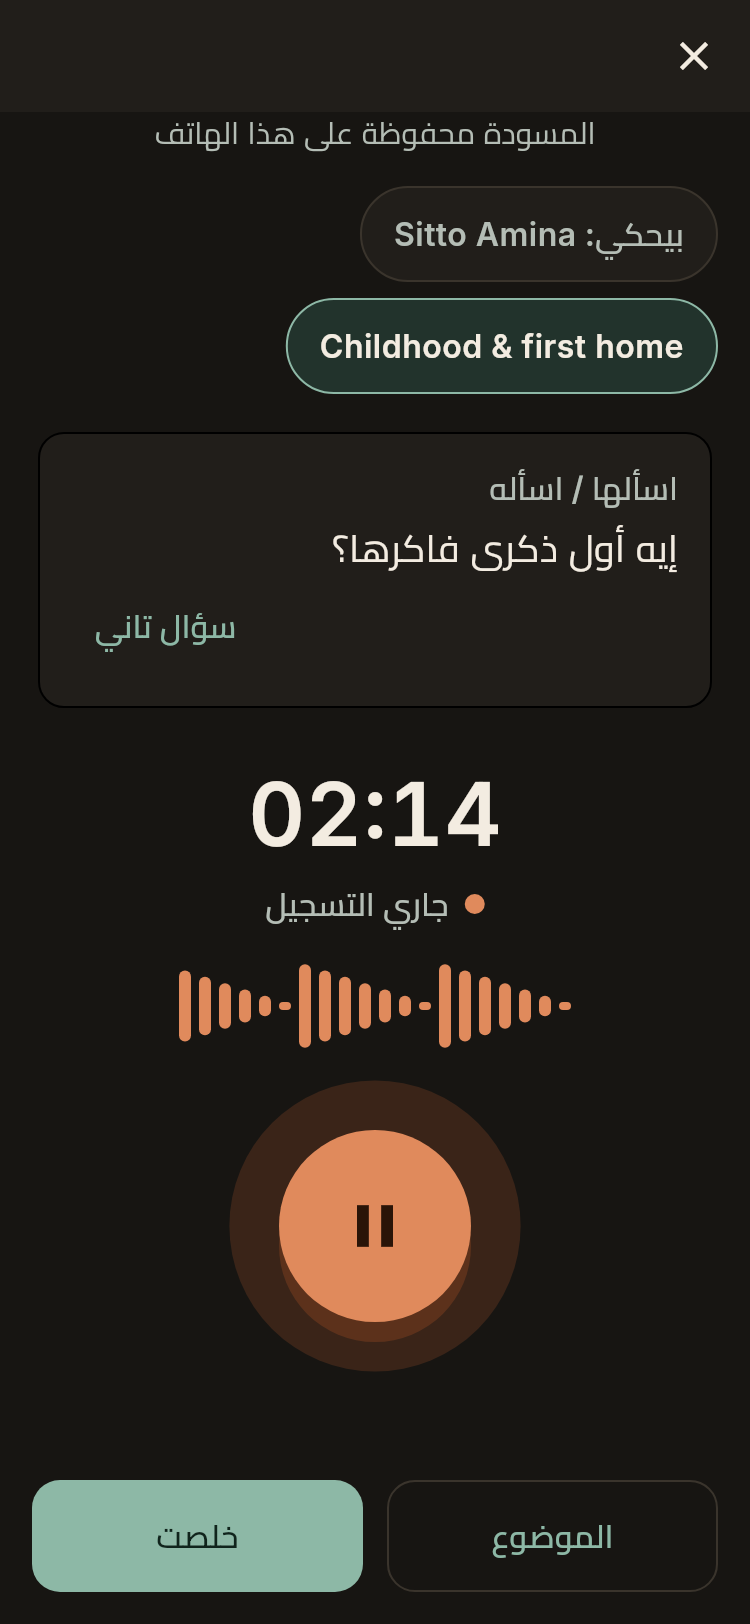 المسودة محفوظة على هذا الهاتف
بيحكي: Sitto Amina
Childhood & first home
اسألها / اسأله
إيه أول ذكرى فاكرها؟
سؤال تاني
02:14
جاري التسجيل
الموضوع
خلصت